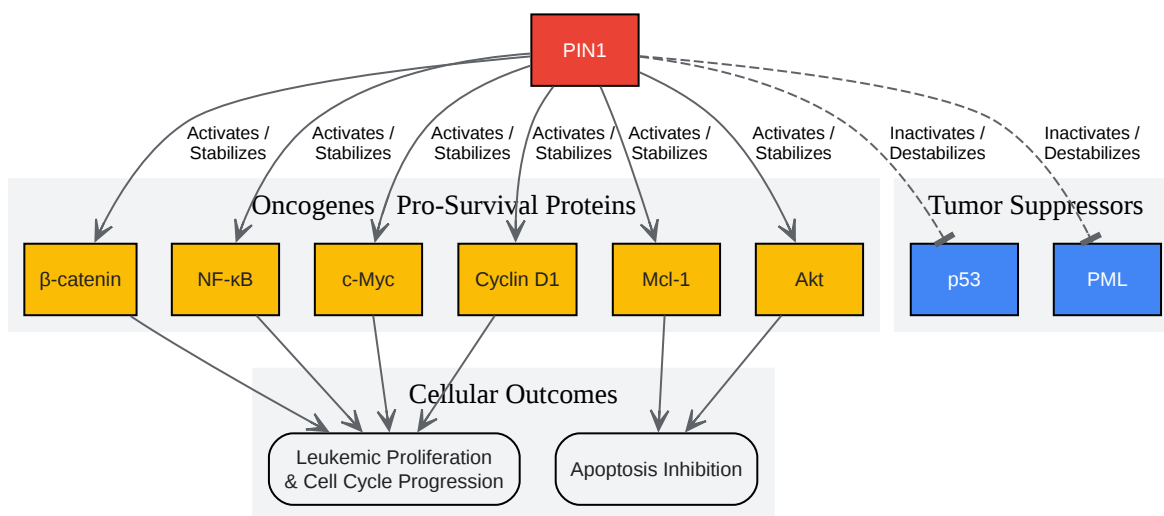 PIN1
Activates /
Stabilizes
Activates /
Stabilizes
Activates /
Stabilizes
Activates /
Stabilizes
Activates /
Stabilizes
Activates /
Stabilizes
Inactivates /
Destabilizes
Inactivates /
Destabilizes
Oncogenes   Pro-Survival Proteins
Tumor Suppressors
β-catenin
NF-κB
c-Myc
Cyclin D1
Mcl-1
Akt
p53
PML
Cellular Outcomes
Leukemic Proliferation
& Cell Cycle Progression
Apoptosis Inhibition